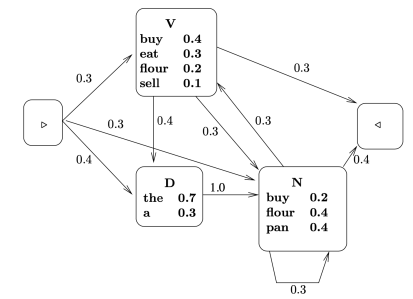 V
buy 0.4
eat 0.3
flour 0.2
sell 0.1
0.3
0.3
▹
0.3
0.4
0.3
0.3
◃
0.4
0.4
D
the 0.7
a 0.3
1.0
N
buy 0.2
flour 0.4
pan 0.4
0.3